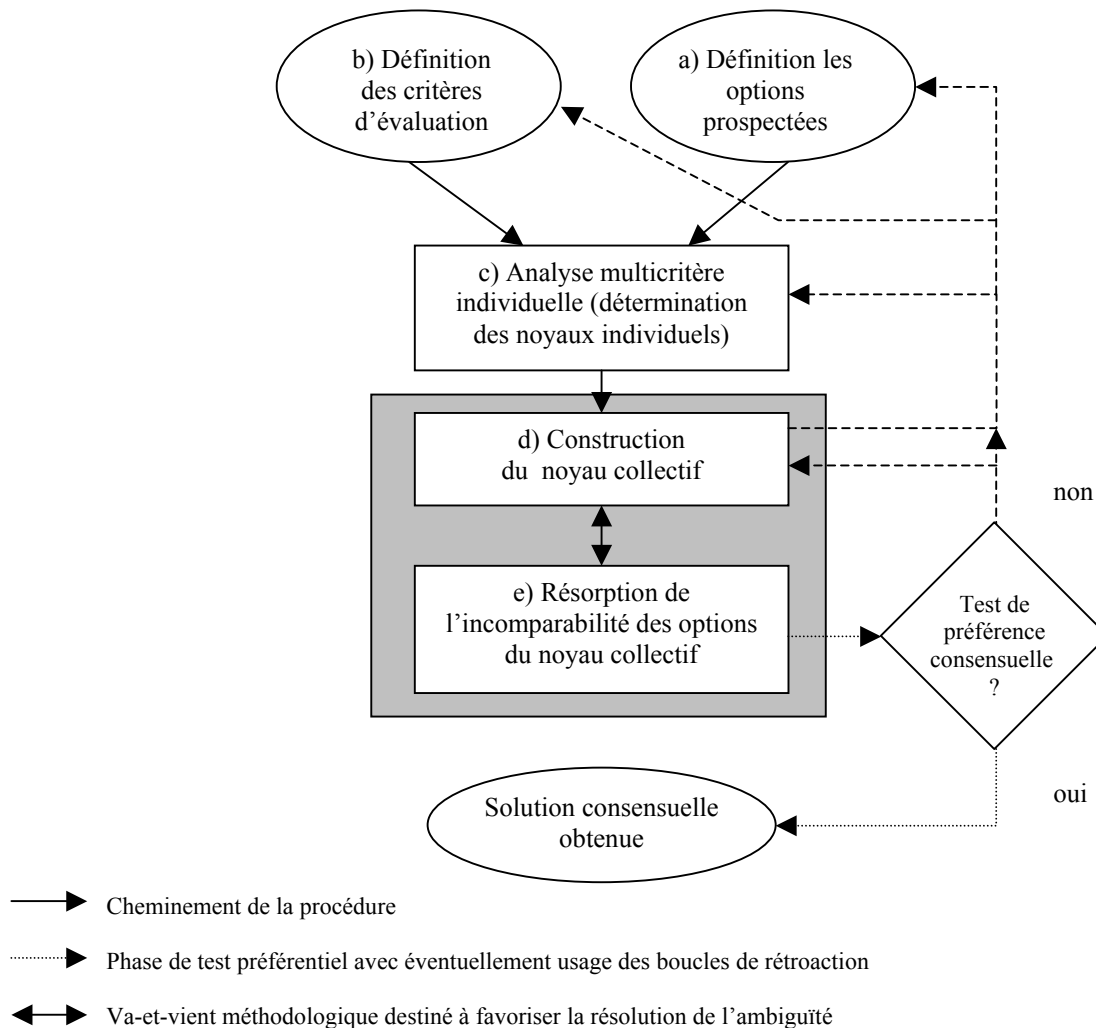 b) Définition
des critères
d’évaluation
a) Définition les
options
prospectées
c) Analyse multicritère
individuelle (détermination
des noyaux individuels)
d) Construction
du noyau collectif
non
e) Résorption de
l’incomparabilité des options
du noyau collectif
Test de
préférence
consensuelle
?
oui
Solution consensuelle
obtenue
Cheminement de la procédure
Phase de test préférentiel avec éventuellement usage des boucles de rétroaction
Va-et-vient méthodologique destiné à favoriser la résolution de l’ambiguïté